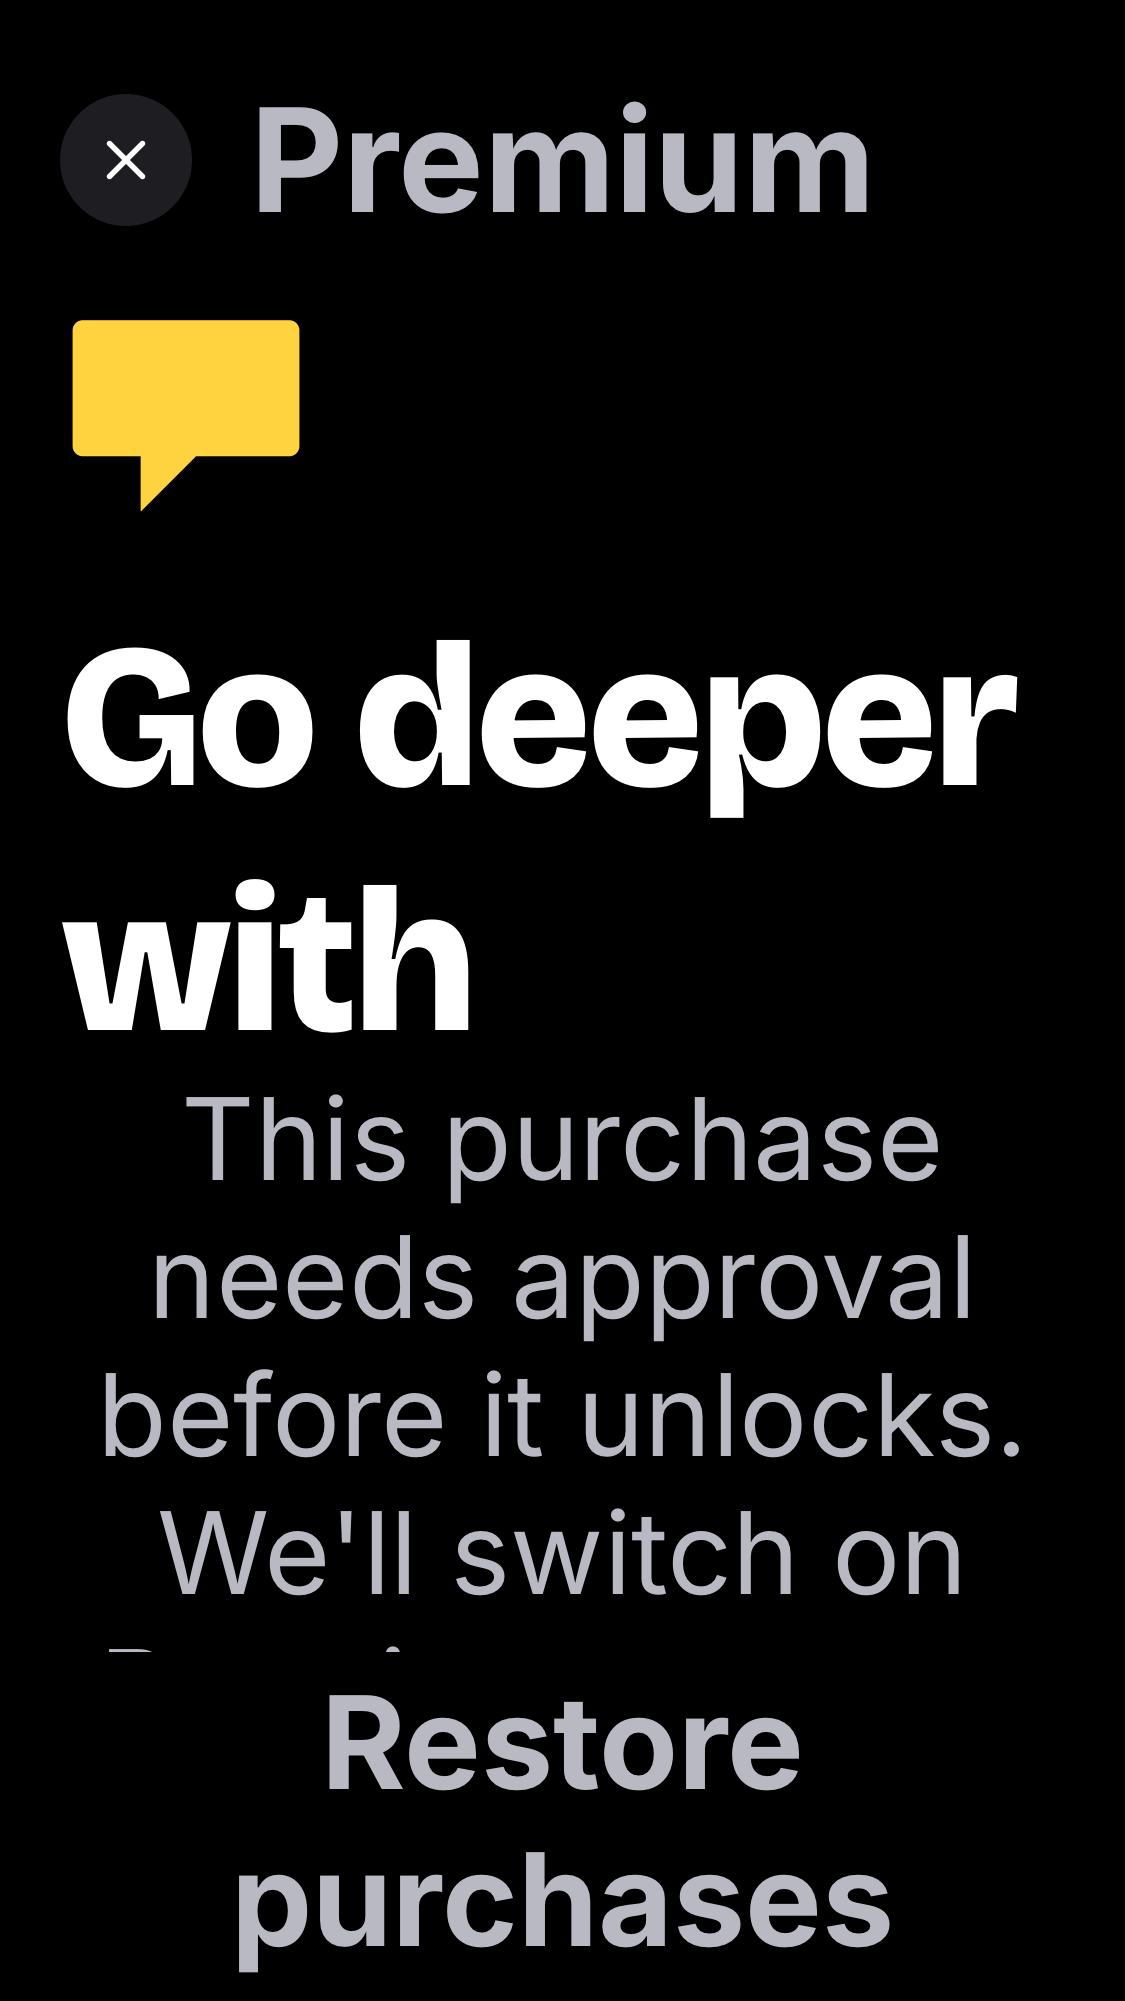 Premium
Go deeper
with
This purchase
needs approval
before it unlocks.
We'll switch on
Restore
purchases